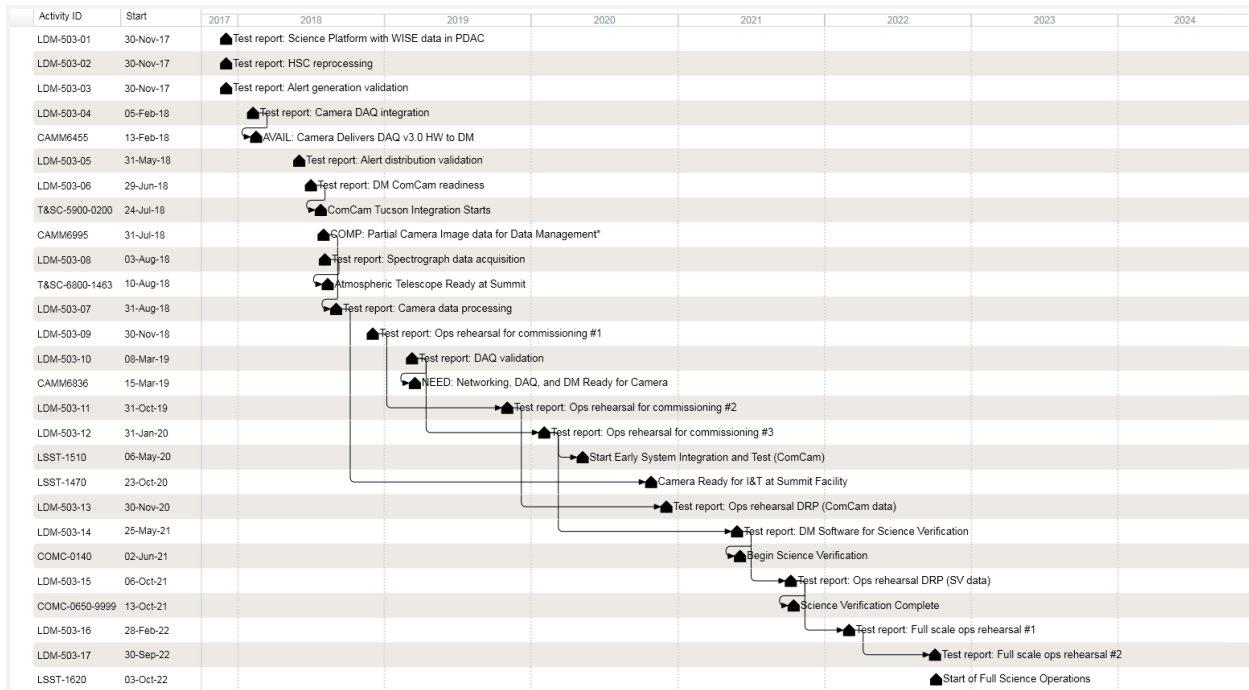 Activity ID Start 2017 2018 2019 2020 2021 2022 2023 2024
LDM-503-01 30-Nov-17 Test report: Science Platform with WISE data in PDAC
LDM-503-02 30-Nov-17 Test report: HSC reprocessing
LDM-503-03 30-Nov-17 Test report: Alert generation validation
LDM-503-04 05-Feb-18 Test report: Camera DAQ integration
CAMM6455 13-Feb-18 AVAIL: Camera Delivers DAQ v3.0 HW to DM
LDM-503-05 31-May-18 Test report: Alert distribution validation
LDM-503-06 29-Jun-18 Test report: DM ComCam readiness
T&SC-5900-0200 24-Jul-18 ComCam Tucson Integration Starts
CAMM6995 31-Jul-18 COMP: Partial Camera Image data for Data Management*
LDM-503-08 03-Aug-18 Test report: Spectrograph data acquisition
T&SC-6800-1463 10-Aug-18 Atmospheric Telescope Ready at Summit
LDM-503-07 31-Aug-18 Test report: Camera data processing
LDM-503-09 30-Nov-18 Test report: Ops rehearsal for commissioning #1
LDM-503-10 08-Mar-19 Test report: DAQ validation
CAMM6836 15-Mar-19 NEED: Networking, DAQ, and DM Ready for Camera
LDM-503-11 31-Oct-19 Test report: Ops rehearsal for commissioning #2
LDM-503-12 31-Jan-20 Test report: Ops rehearsal for commissioning #3
LSST-1510 06-May-20 Start Early System Integration and Test (ComCam)
LSST-1470 23-Oct-20 Camera Ready for I&T at Summit Facility
LDM-503-13 30-Nov-20 Test report: Ops rehearsal DRP (ComCam data)
LDM-503-14 25-May-21 Test report: DM Software for Science Verification
COMC-0140 02-Jun-21 Begin Science Verification
LDM-503-15 06-Oct-21 Test report: Ops rehearsal DRP (SV data)
COMC-0650-9999 13-Oct-21 Science Verification Complete
LDM-503-16 28-Feb-22 Test report: Full scale ops rehearsal #1
LDM-503-17 30-Sep-22 Test report: Full scale ops rehearsal #2
LSST-1620 03-Oct-22 Start of Full Science Operations